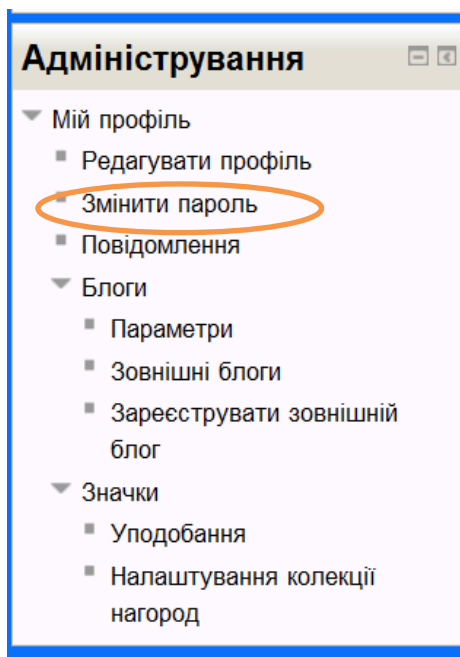 Адміністрування
Мій профіль
Редагувати профіль
Змінити пароль
Повідомлення
Блоги
Параметри
Зовнішні блоги
Зареєструвати зовнішній
блог
Значки
Уподобання
Налаштування колекції
нагород